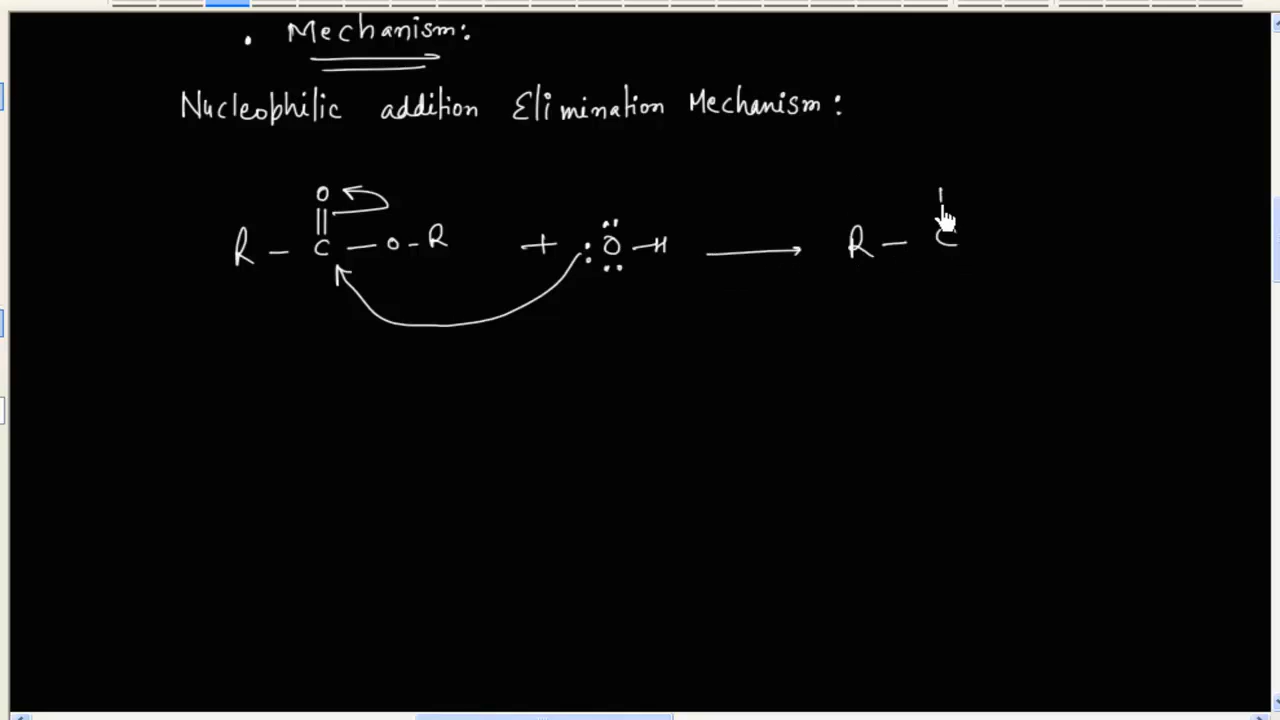 • Mechanism:
Nucleophilic addition Elimination Mechanism:
O
R - C - O - R + :O - H → R - C